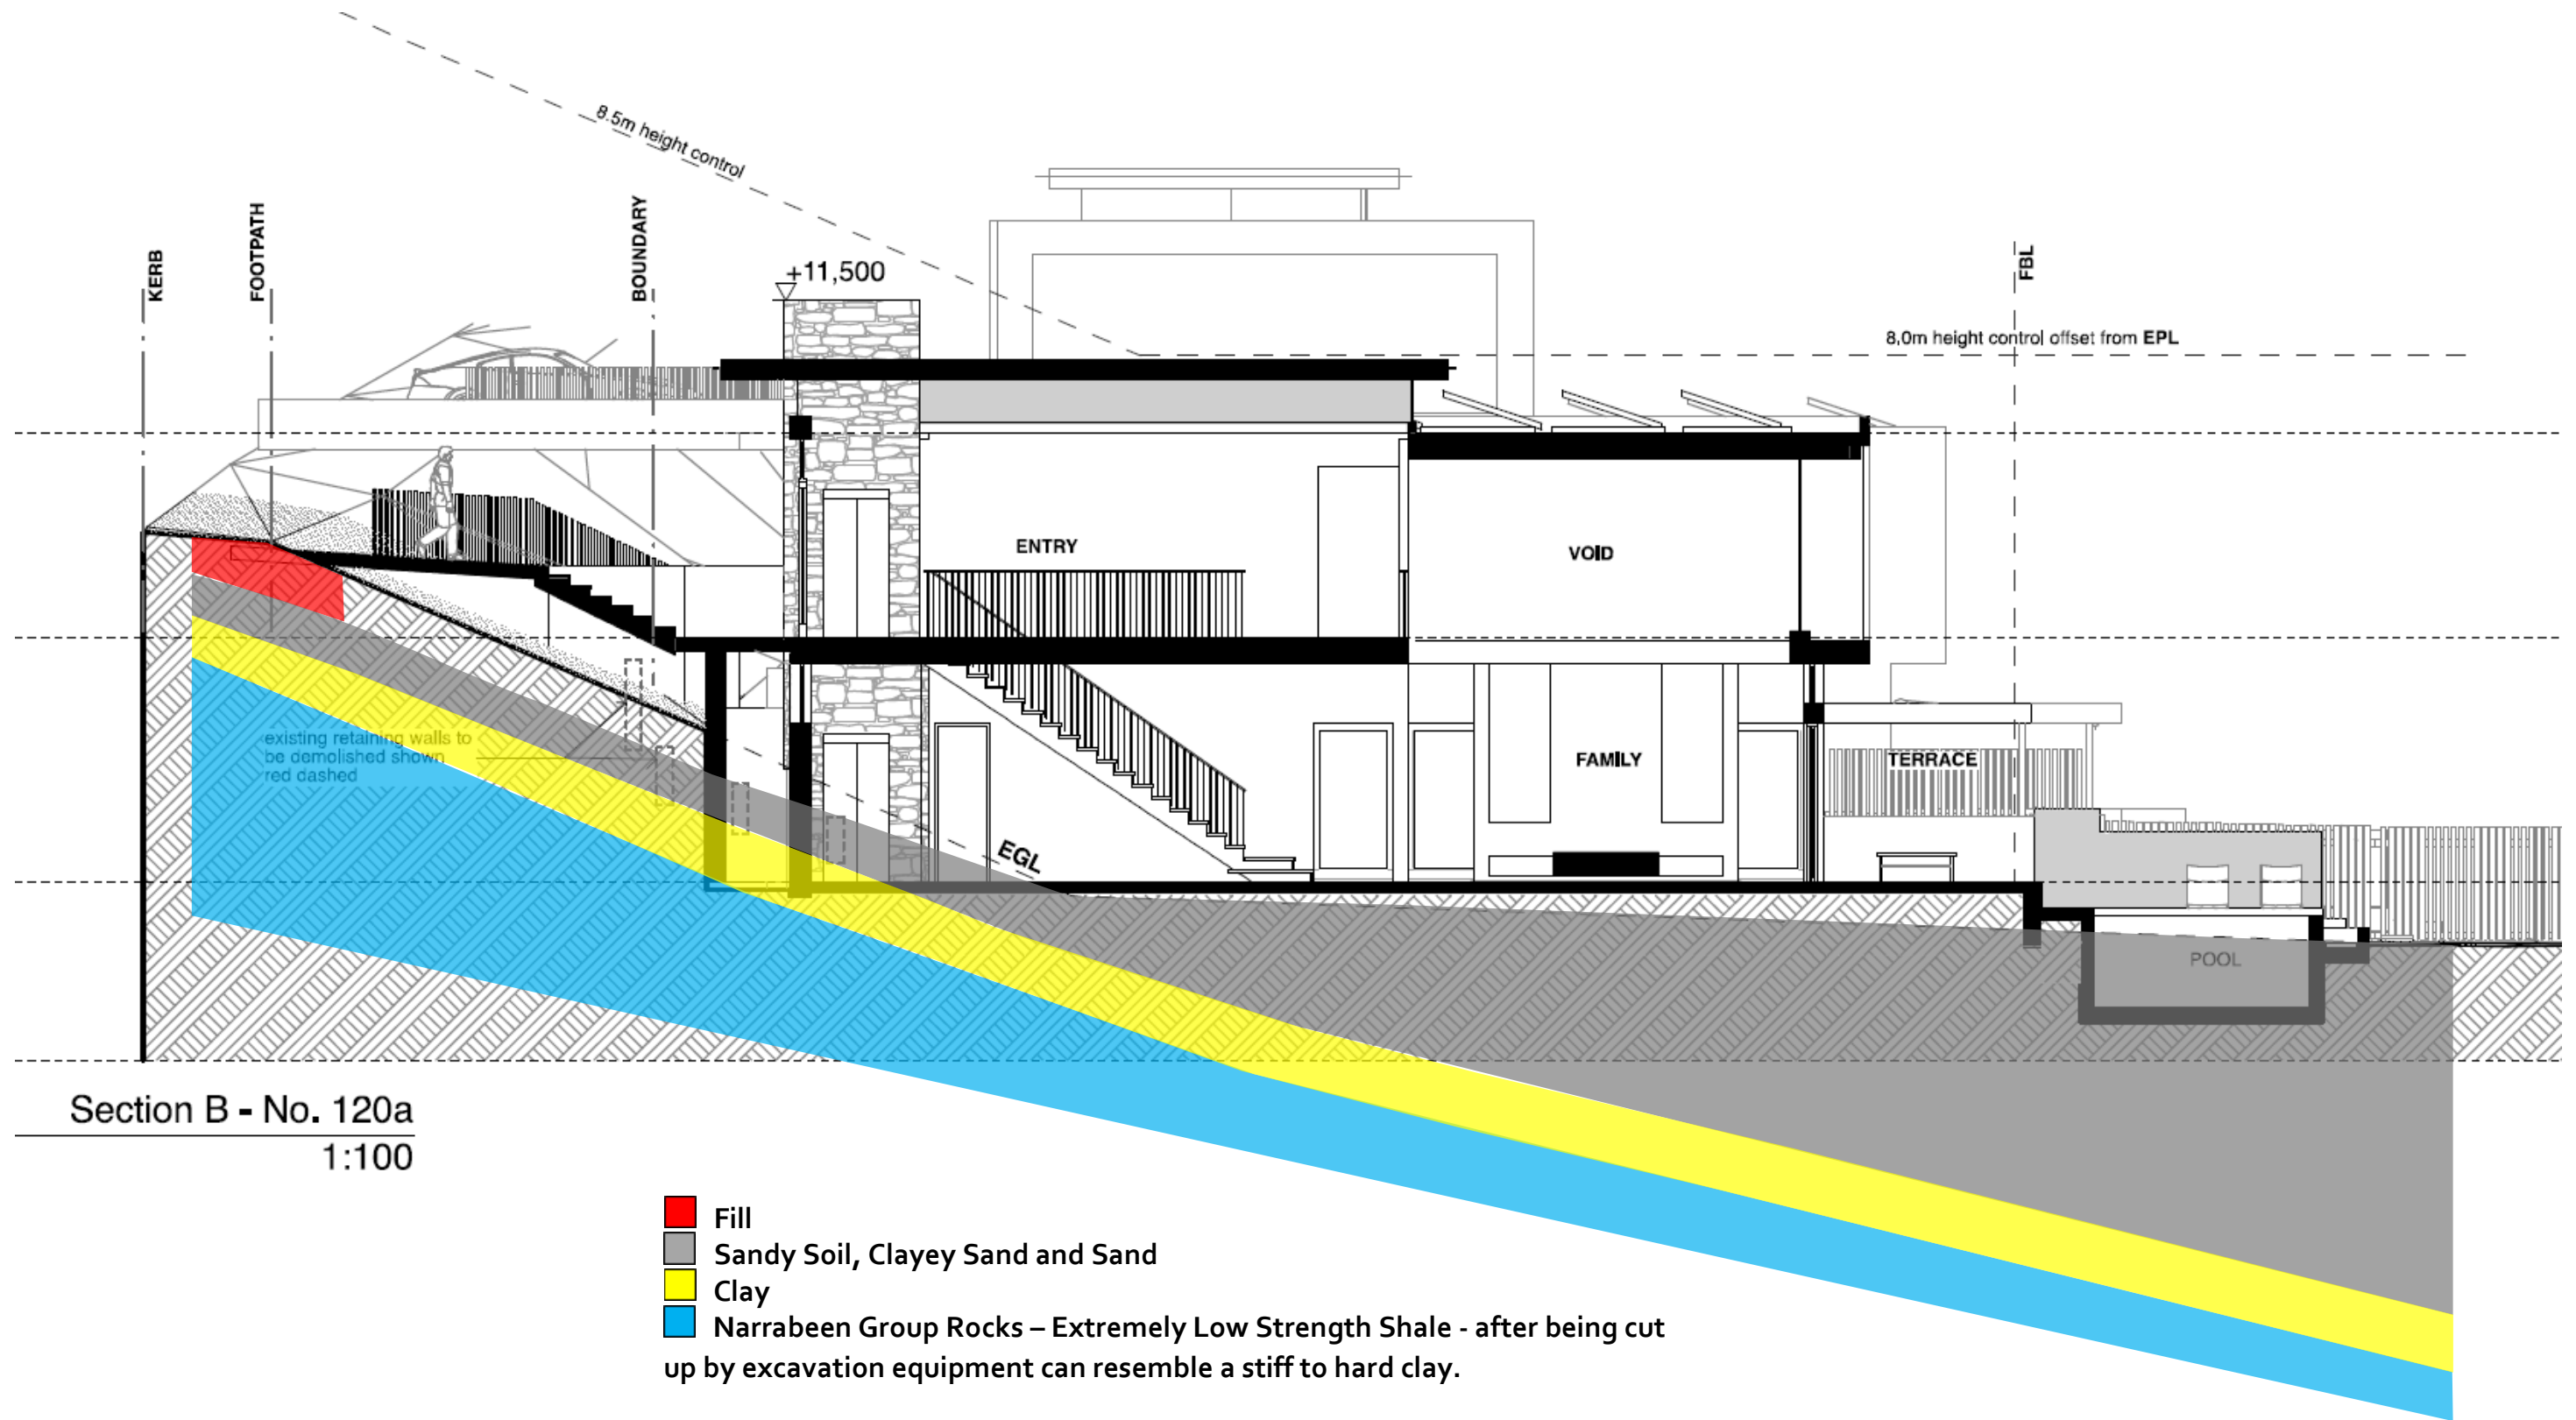 8.5m height control
KERB
FOOTPATH
BOUNDARY
+11,500
FBL
8,0m height control offset from EPL
ENTRY
VOID
existing retaining walls to
be demolished shown
red dashed
FAMILY
TERRACE
EGL
POOL
Section B - No. 120a
1:100
Fill
Sandy Soil, Clayey Sand and Sand
Clay
Narrabeen Group Rocks – Extremely Low Strength Shale - after being cut
up by excavation equipment can resemble a stiff to hard clay.